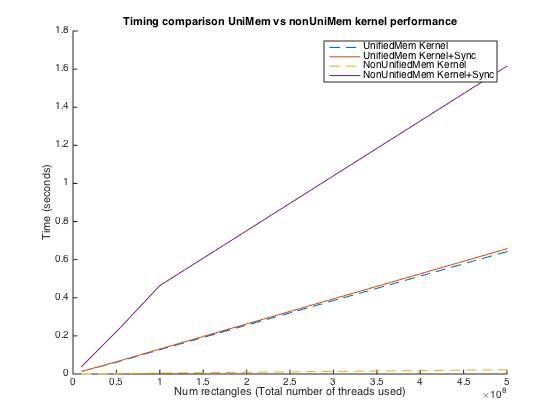 Timing comparison UniMem vs nonUniMem kernel performance
1.8
1.6
1.4
1.2
1
0.8
0.6
0.4
0.2
0
Time (seconds)
UnifiedMem Kernel
UnifiedMem Kernel+Sync
NonUnifiedMem Kernel
NonUnifiedMem Kernel+Sync
0 0.5 1 1.5 2 2.5 3 3.5 4 4.5 5
Num rectangles (Total number of threads used)
×10^8